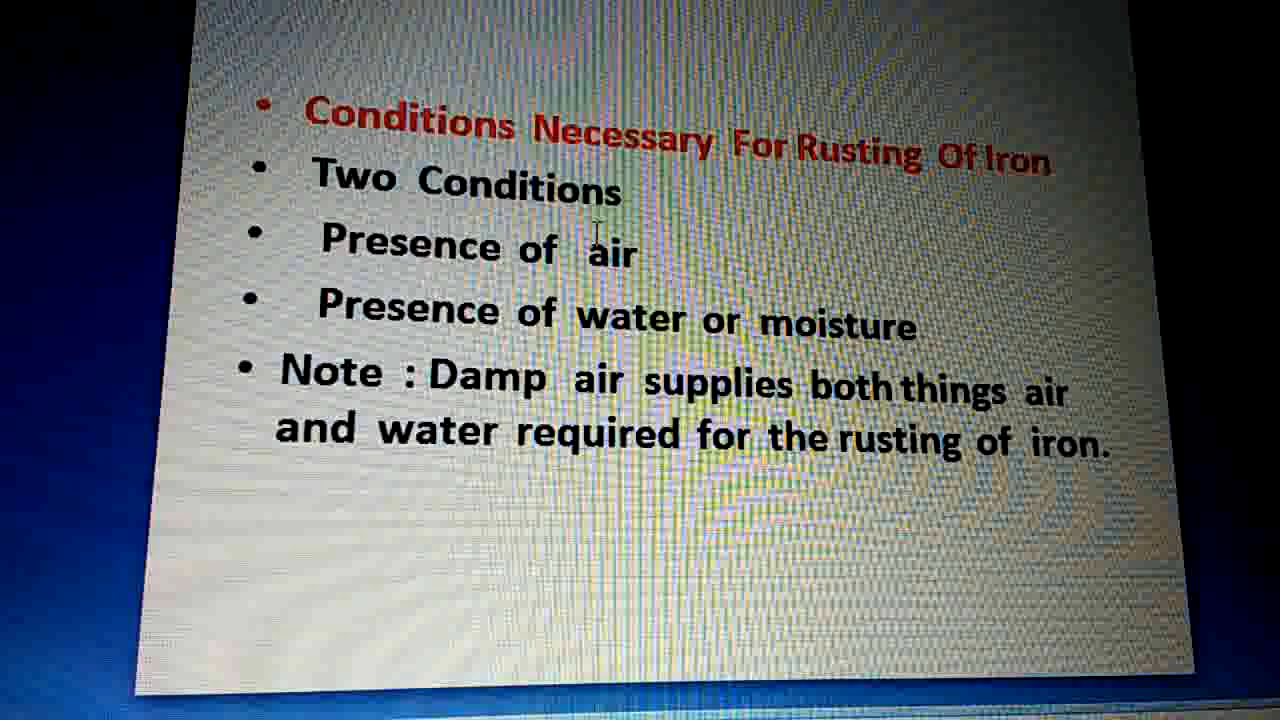 • Conditions Necessary For Rusting Of Iron
• Two Conditions
• Presence of air
• Presence of water or moisture
• Note : Damp air supplies both things air
and water required for the rusting of iron.